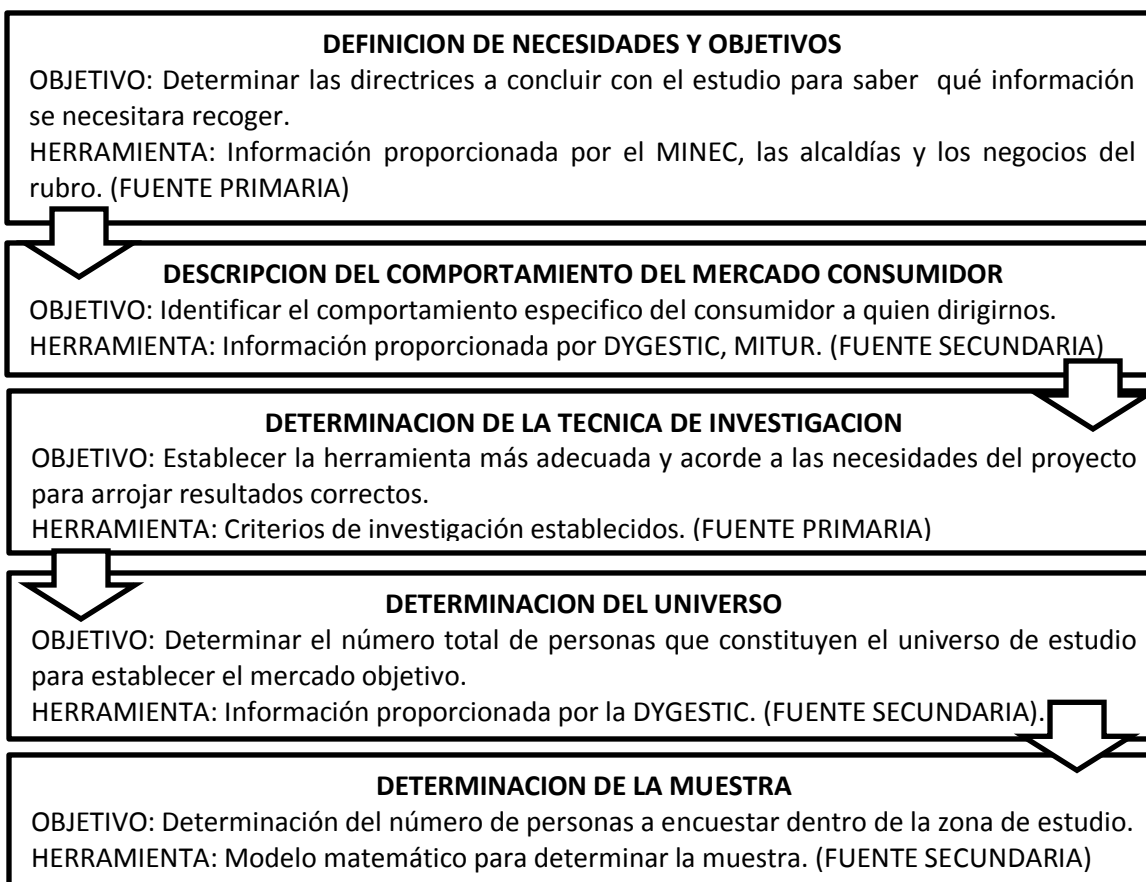 DEFINICION DE NECESIDADES Y OBJETIVOS
OBJETIVO: Determinar las directrices a concluir con el estudio para saber qué información
se necesitara recoger.
HERRAMIENTA: Información proporcionada por el MINEC, las alcaldías y los negocios del
rubro. (FUENTE PRIMARIA)
DESCRIPCION DEL COMPORTAMIENTO DEL MERCADO CONSUMIDOR
OBJETIVO: Identificar el comportamiento especifico del consumidor a quien dirigirnos.
HERRAMIENTA: Información proporcionada por DYGESTIC, MITUR. (FUENTE SECUNDARIA)
DETERMINACION DE LA TECNICA DE INVESTIGACION
OBJETIVO: Establecer la herramienta más adecuada y acorde a las necesidades del proyecto
para arrojar resultados correctos.
HERRAMIENTA: Criterios de investigación establecidos. (FUENTE PRIMARIA)
DETERMINACION DEL UNIVERSO
OBJETIVO: Determinar el número total de personas que constituyen el universo de estudio
para establecer el mercado objetivo.
HERRAMIENTA: Información proporcionada por la DYGESTIC. (FUENTE SECUNDARIA).
DETERMINACION DE LA MUESTRA
OBJETIVO: Determinación del número de personas a encuestar dentro de la zona de estudio.
HERRAMIENTA: Modelo matemático para determinar la muestra. (FUENTE SECUNDARIA)